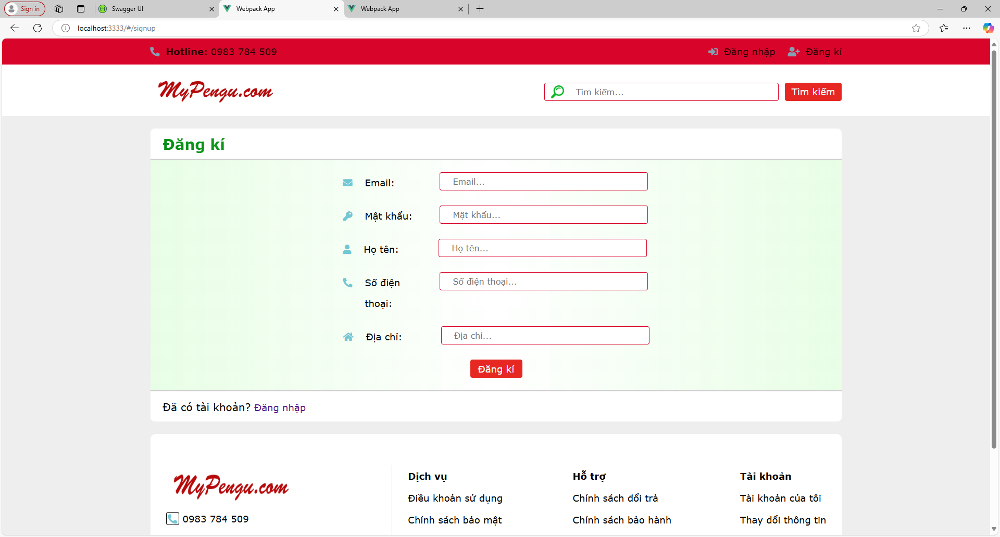 Sign in
Swagger UI
Webpack App
Webpack App
localhost:3333/#/signup
Hotline: 0983 784 509
Đăng nhập
Đăng kí
MyPengu.com
Tìm kiếm...
Tìm kiếm
Đăng kí
Email:
Email...
Mật khẩu:
Mật khẩu...
Họ tên:
Họ tên...
Số điện
thoại:
Số điện thoại...
Địa chỉ:
Địa chỉ...
Đăng kí
Đã có tài khoản? Đăng nhập
MyPengu.com
0983 784 509
Dịch vụ
Điều khoản sử dụng
Chính sách bảo mật
Hỗ trợ
Chính sách đổi trả
Chính sách bảo hành
Tài khoản
Tài khoản của tôi
Thay đổi thông tin